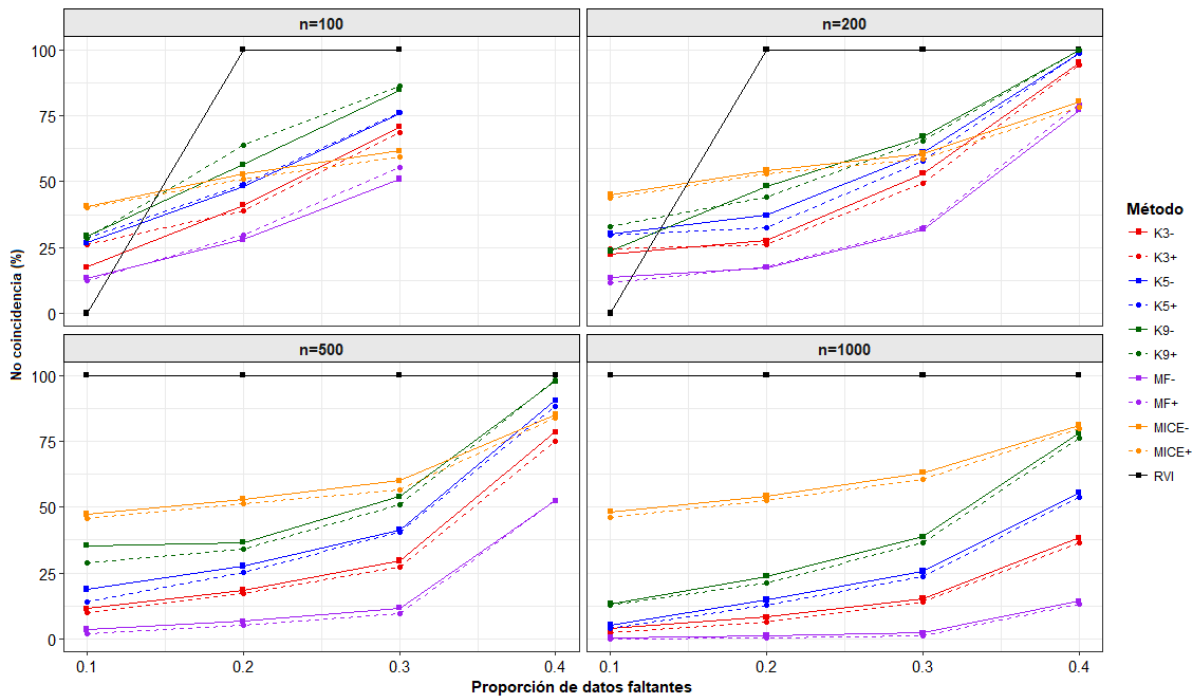 n=100
n=200
100
75
50
25
0
n=500
n=1000
100
75
50
25
0
0.1 0.2 0.3 0.4 0.1 0.2 0.3 0.4
Proporción de datos faltantes
No coincidencia (%)
Método
K3-
K3+
K5-
K5+
K9-
K9+
MF-
MF+
MICE-
MICE+
RVI